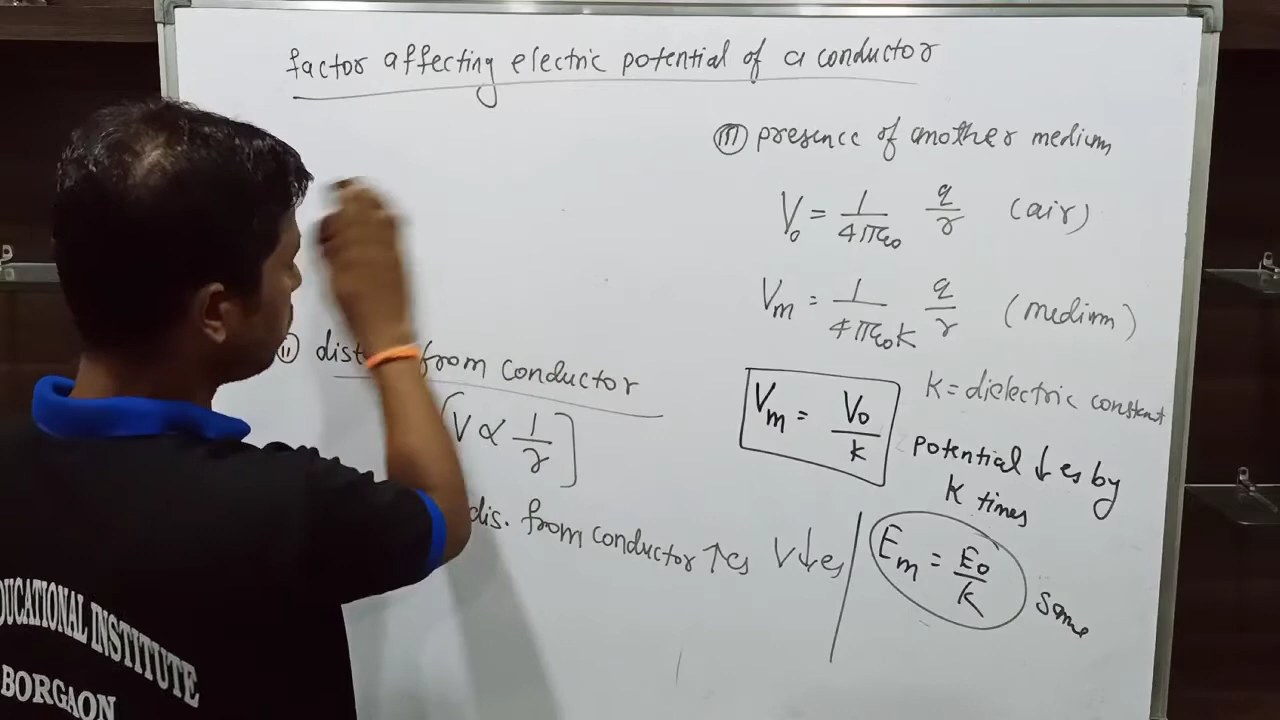 factor affecting electric potential of a conductor
(ii) dist from conductor
V ∝ 1/r
dis. from conductor ↑es V↓es
(iii) presence of another medium
V₀ = 1/4πε₀ q/r (air)
Vm = 1/4πε₀k q/r (medium)
k = dielectric constant
Vm = V₀/k
potential ↓es by
K times
Em = E₀/k
same
EDUCATIONAL INSTITUTE
BORGAON